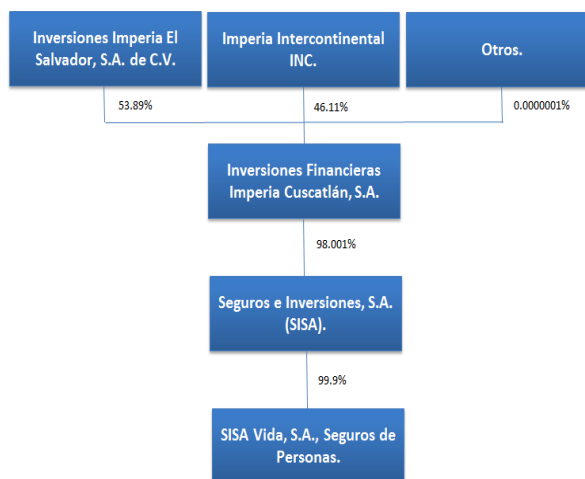 Inversiones Imperia El
Salvador, S.A. de C.V.
Imperia Intercontinental
INC.
Otros.
53.89%
46.11%
0.0000001%
Inversiones Financieras
Imperia Cuscatlán, S.A.
98.001%
Seguros e Inversiones, S.A.
(SISA).
99.9%
SISA Vida, S.A., Seguros de
Personas.